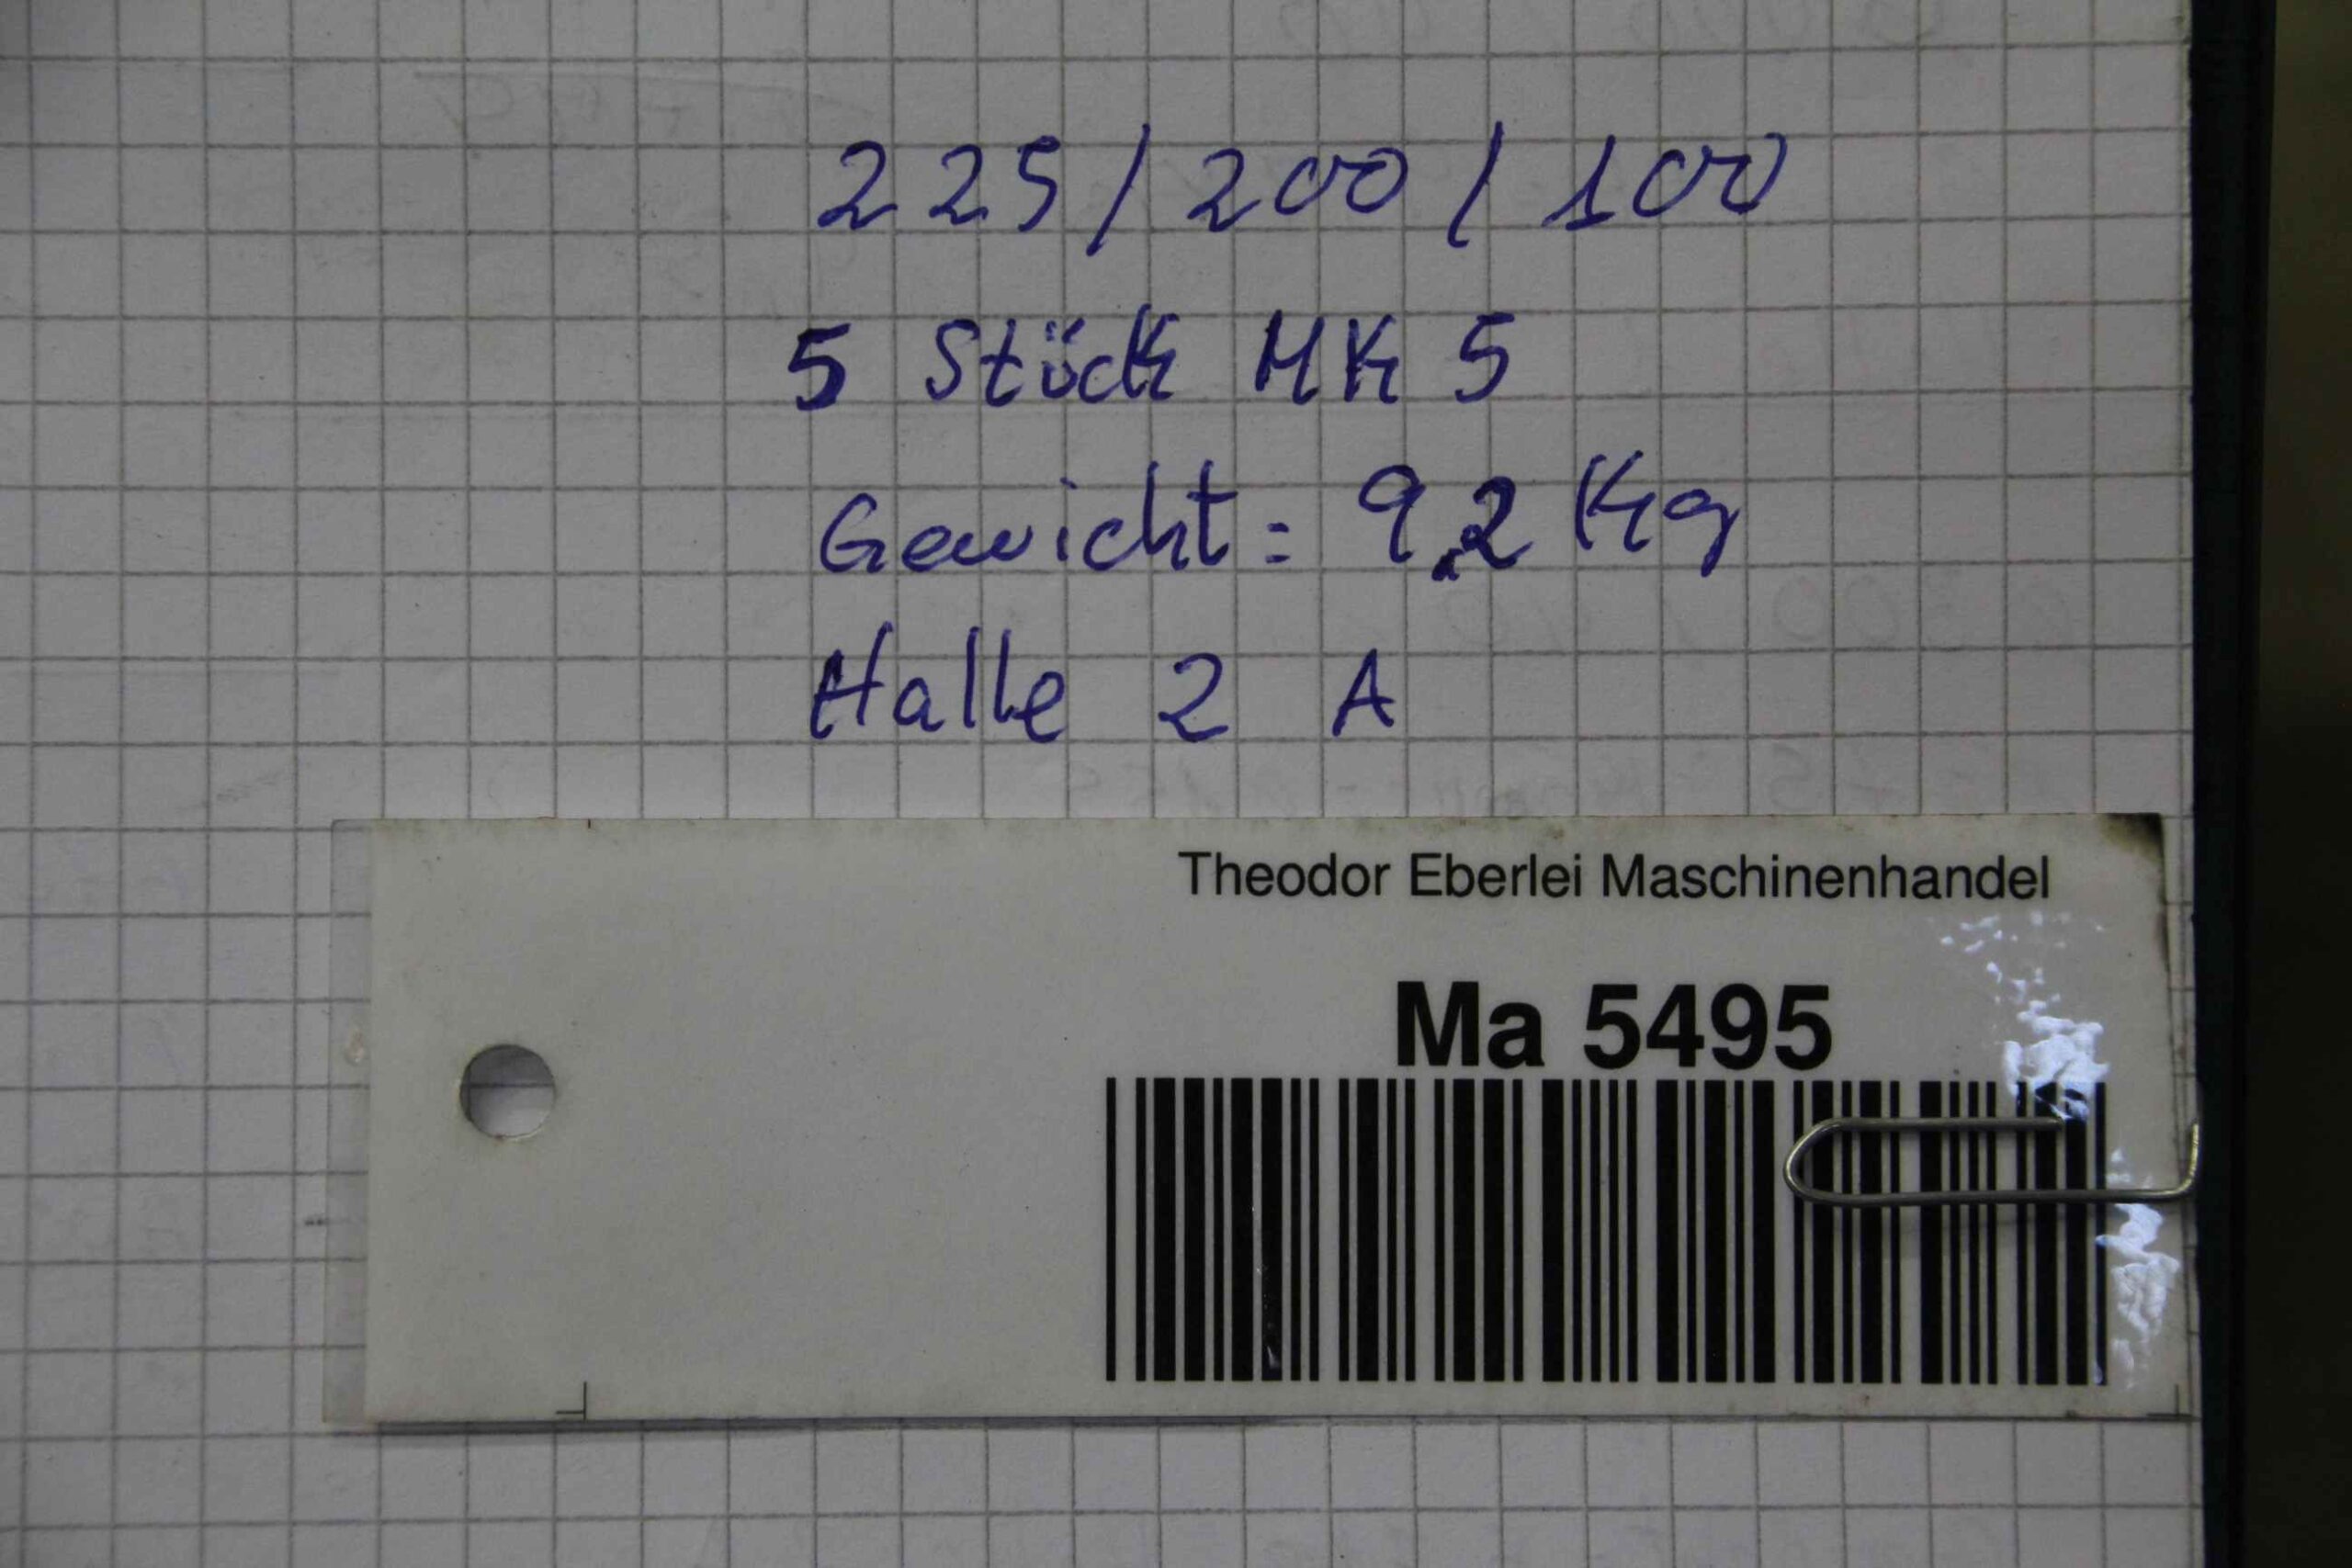 225/200/100
5 Stück MK 5
Gewicht: 9,2 Kg
Halle 2 A
Theodor Eberlei Maschinenhandel
Ma 5495